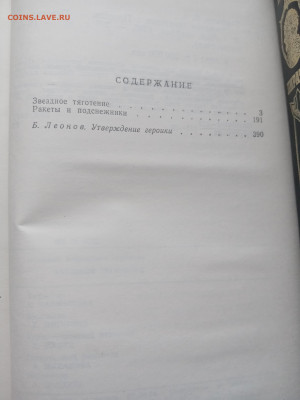 COINS.LAVE.RU
СОДЕРЖАНИЕ
Звездное тяготение . . . . . . . . . . . . 3
Ракеты и подснежники . . . . . . . . . . 191
Б. Леонов. Утверждение героики . . . . . . . 390